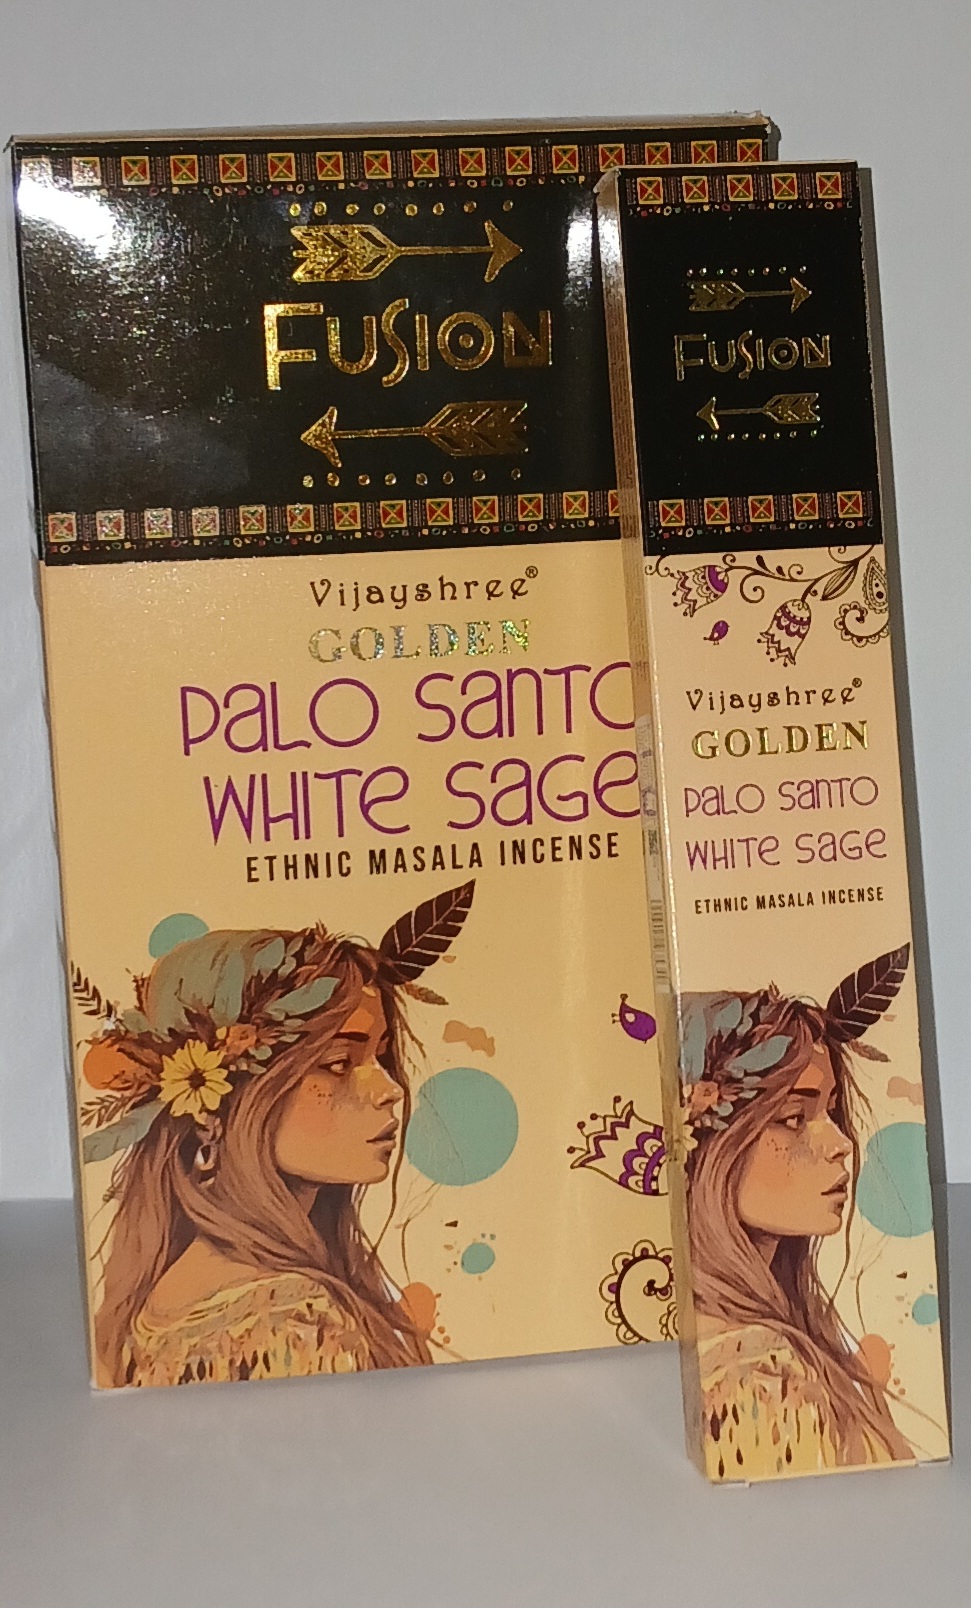 FUSION
Vijayshree®
GOLDEN
PALO SANTO
WHITE SAGE
ETHNIC MASALA INCENSE
FUSION
Vijayshree®
GOLDEN
PALO SANTO
WHITE SAGE
ETHNIC MASALA INCENSE